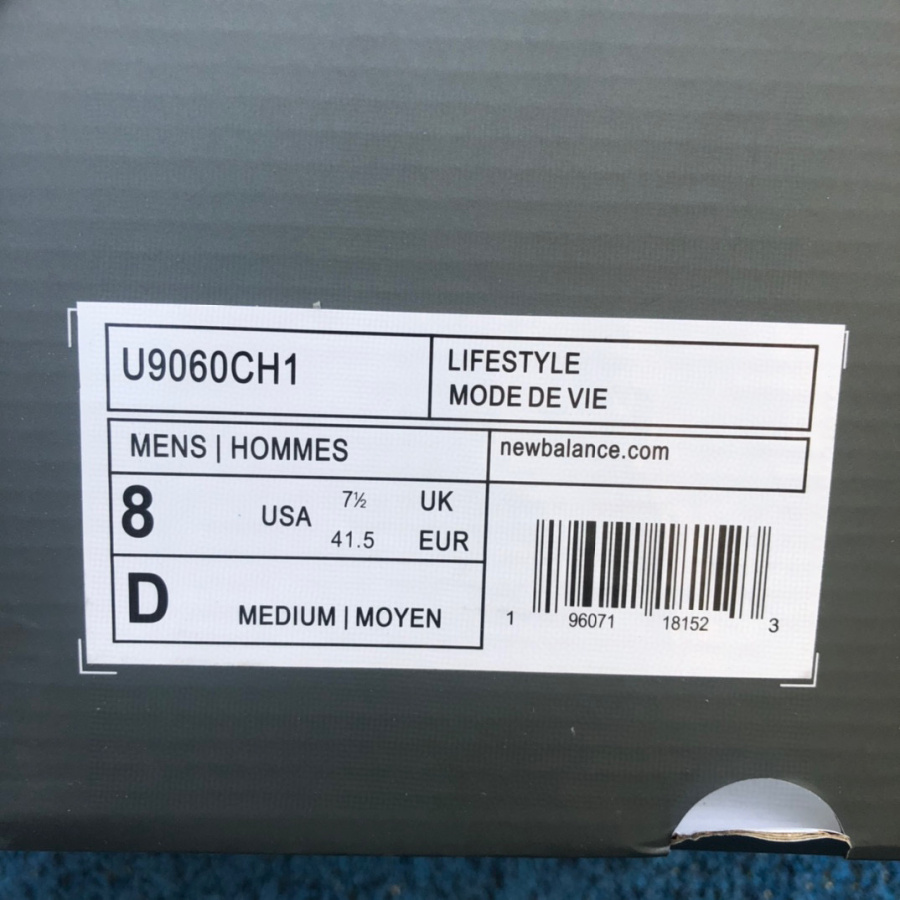 U9060CH1
LIFESTYLE
MODE DE VIE
MENS | HOMMES
newbalance.com
8 USA 7½ UK
41.5 EUR
D MEDIUM | MOYEN
1 96071 18152 3